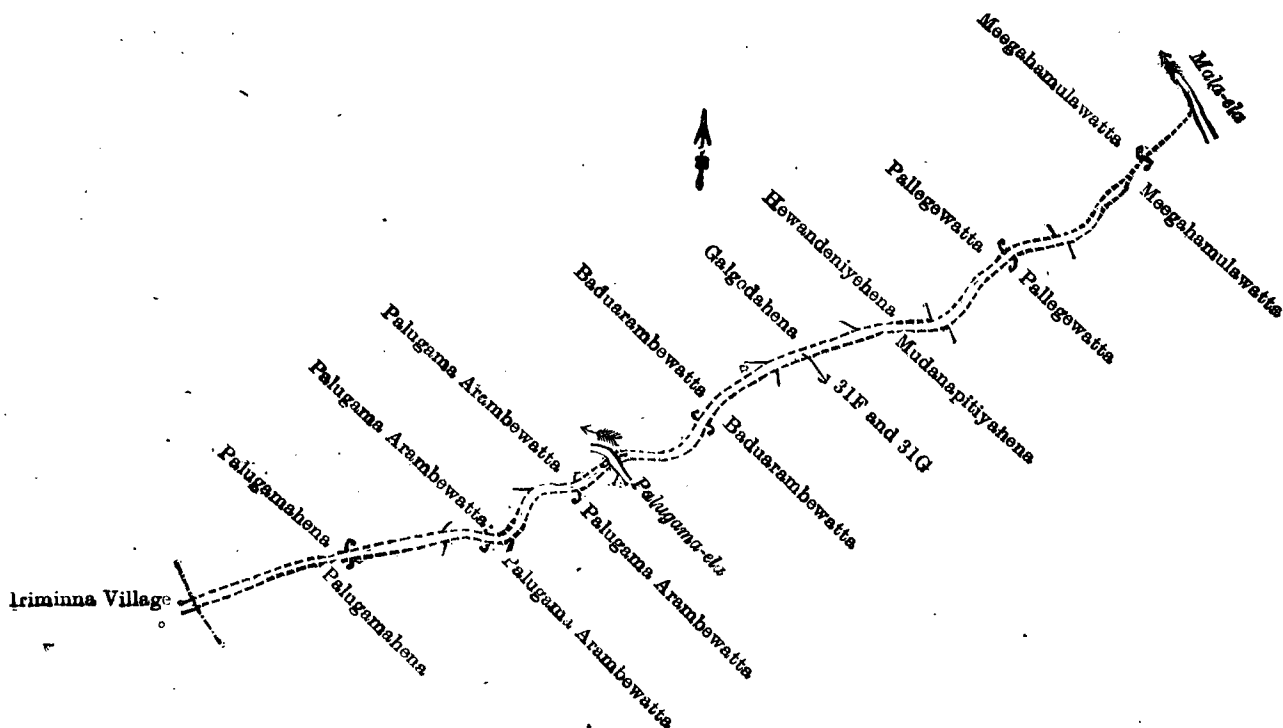 Meegahamulawatta
Mala-ela
Pallegewatta
Meegahamulawatta
Hewandeniyehena
Galgodahena
Pallegewatta
Baduarambewatta
Mudanapitiyahena
31F and 31G
Palugama Arambewatta
Baduarambewatta
Palugama Arambewatta
Palugama-ela
Palugamahena
Palugama Arambewatta
Iriminna Village
Palugamahena
Palugama Arambewatta